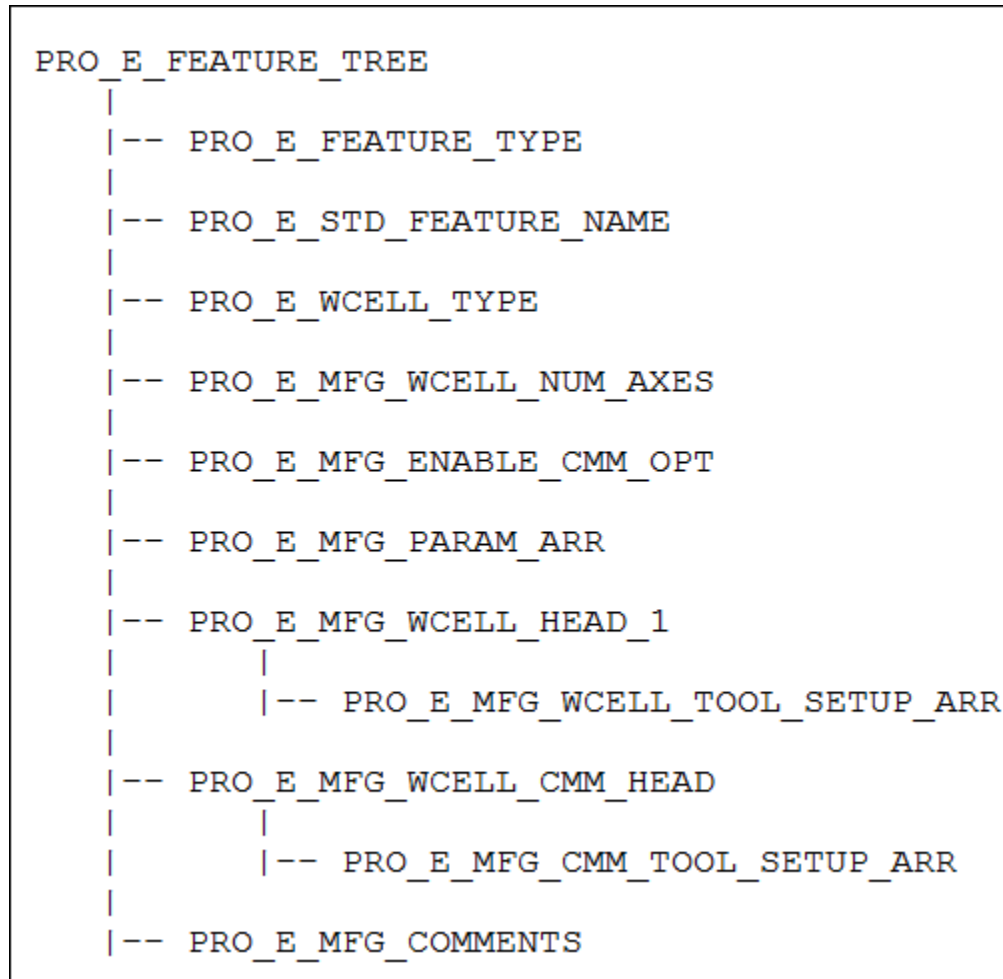 PRO_E_FEATURE_TREE
|
|-- PRO_E_FEATURE_TYPE
|
|-- PRO_E_STD_FEATURE_NAME
|
|-- PRO_E_WCELL_TYPE
|
|-- PRO_E_MFG_WCELL_NUM_AXES
|
|-- PRO_E_MFG_ENABLE_CMM_OPT
|
|-- PRO_E_MFG_PARAM_ARR
|
|-- PRO_E_MFG_WCELL_HEAD_1
| |
| |-- PRO_E_MFG_WCELL_TOOL_SETUP_ARR
|
|-- PRO_E_MFG_WCELL_CMM_HEAD
| |
| |-- PRO_E_MFG_CMM_TOOL_SETUP_ARR
|
|-- PRO_E_MFG_COMMENTS